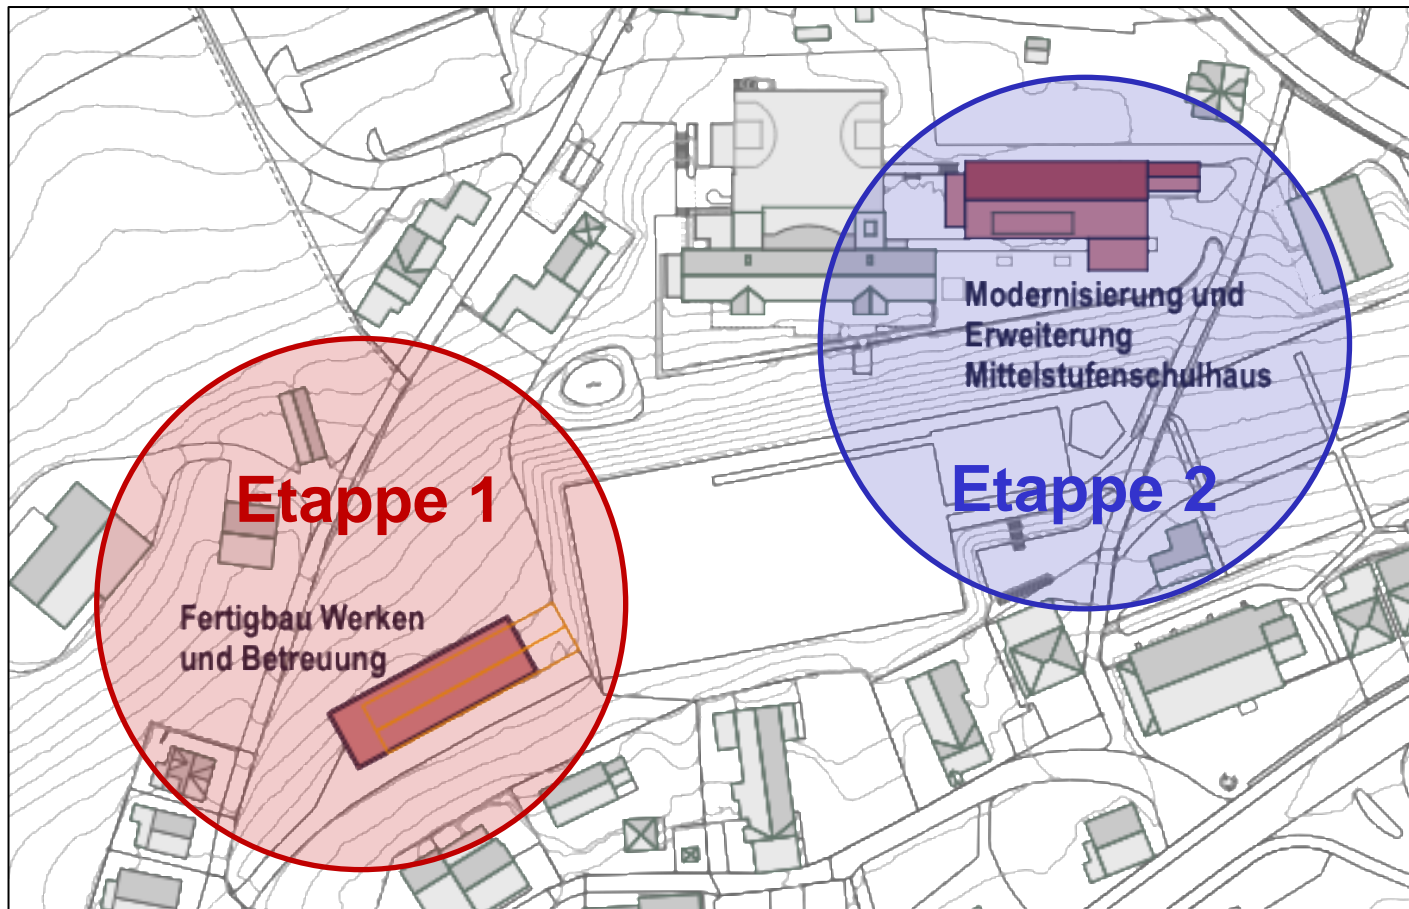 Modernisierung und
Erweiterung
Mittelstufenschulhaus
Etappe 2
Etappe 1
Fertigbau Werken
und Betreuung